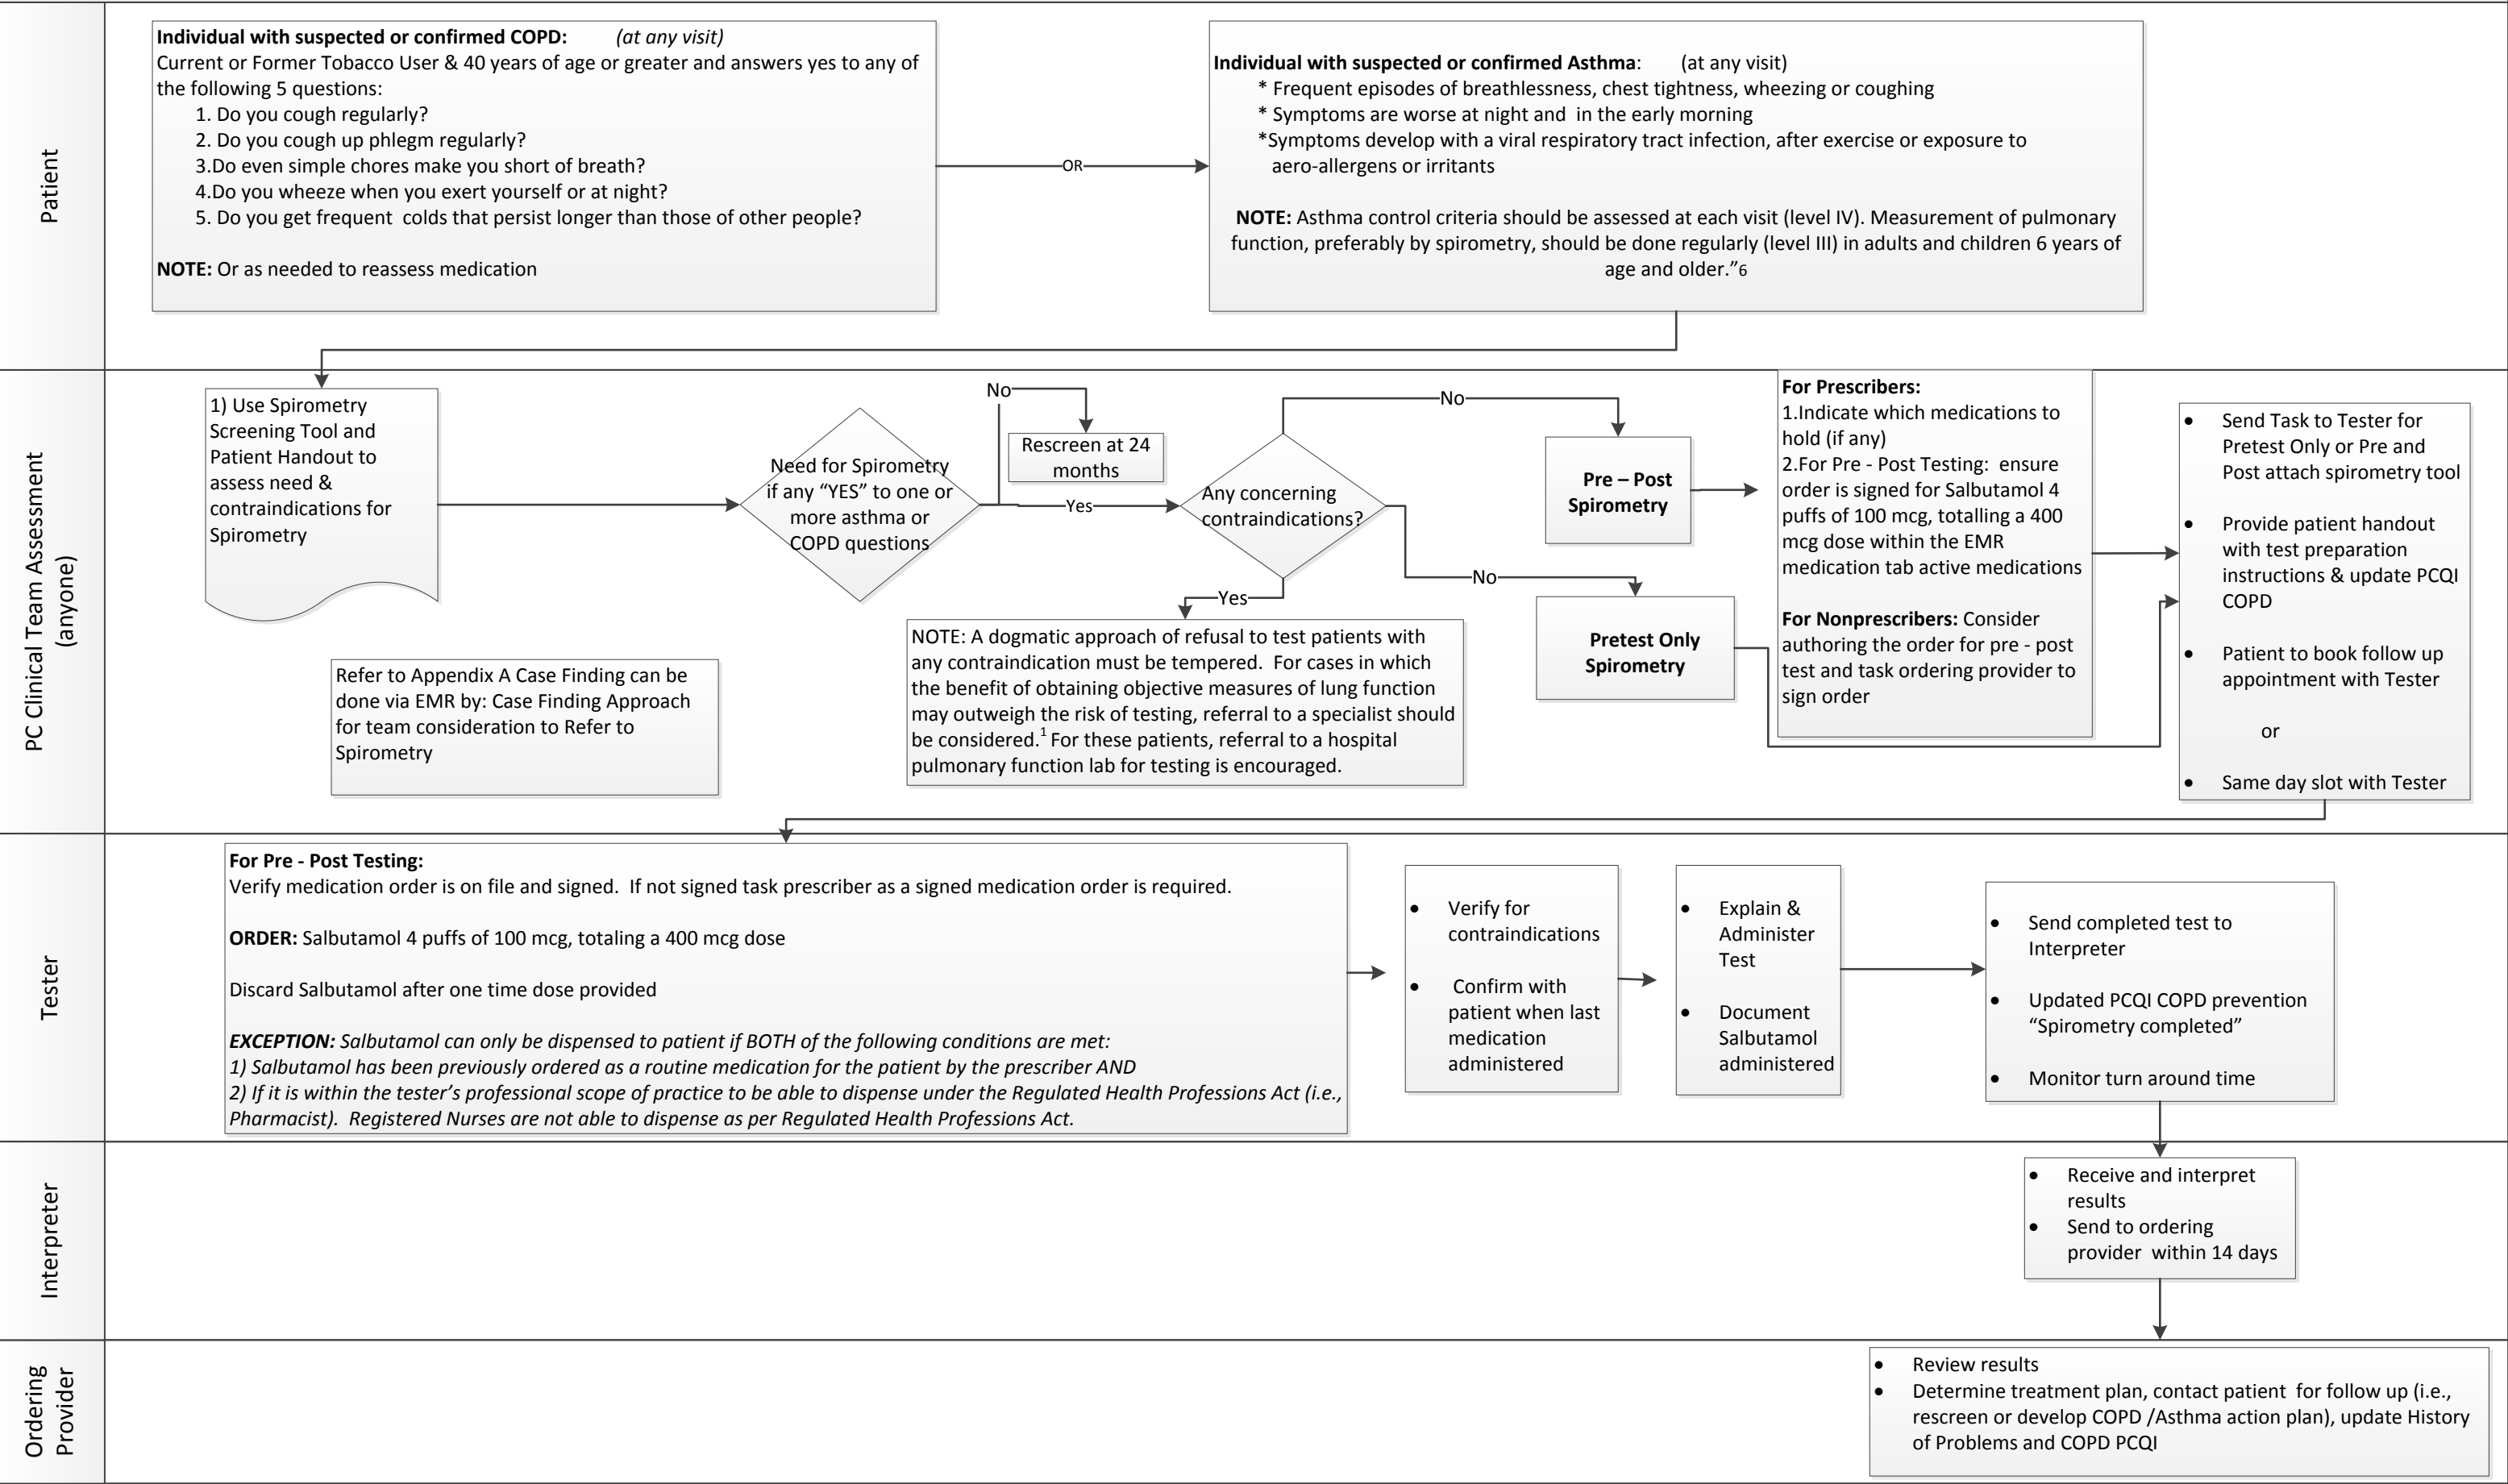 Patient
Individual with suspected or confirmed COPD: (at any visit)
Current or Former Tobacco User & 40 years of age or greater and answers yes to any of
the following 5 questions:
1. Do you cough regularly?
2. Do you cough up phlegm regularly?
3.Do even simple chores make you short of breath?
4.Do you wheeze when you exert yourself or at night?
5. Do you get frequent colds that persist longer than those of other people?
NOTE: Or as needed to reassess medication
OR
Individual with suspected or confirmed Asthma: (at any visit)
* Frequent episodes of breathlessness, chest tightness, wheezing or coughing
* Symptoms are worse at night and in the early morning
*Symptoms develop with a viral respiratory tract infection, after exercise or exposure to
aero-allergens or irritants
NOTE: Asthma control criteria should be assessed at each visit (level IV). Measurement of pulmonary
function, preferably by spirometry, should be done regularly (level III) in adults and children 6 years of
age and older.”6
PC Clinical Team Assessment
(anyone)
1) Use Spirometry
Screening Tool and
Patient Handout to
assess need &
contraindications for
Spirometry
Refer to Appendix A Case Finding can be
done via EMR by: Case Finding Approach
for team consideration to Refer to
Spirometry
Need for Spirometry
if any “YES” to one or
more asthma or
COPD questions
No
Rescreen at 24
months
Yes
Any concerning
contraindications?
Yes
NOTE: A dogmatic approach of refusal to test patients with
any contraindication must be tempered. For cases in which
the benefit of obtaining objective measures of lung function
may outweigh the risk of testing, referral to a specialist should
be considered.1 For these patients, referral to a hospital
pulmonary function lab for testing is encouraged.
No
Pre – Post
Spirometry
No
Pretest Only
Spirometry
For Prescribers:
1.Indicate which medications to
hold (if any)
2.For Pre - Post Testing: ensure
order is signed for Salbutamol 4
puffs of 100 mcg, totalling a 400
mcg dose within the EMR
medication tab active medications
For Nonprescribers: Consider
authoring the order for pre - post
test and task ordering provider to
sign order
• Send Task to Tester for
Pretest Only or Pre and
Post attach spirometry tool
• Provide patient handout
with test preparation
instructions & update PCQI
COPD
• Patient to book follow up
appointment with Tester
or
• Same day slot with Tester
Tester
For Pre - Post Testing:
Verify medication order is on file and signed. If not signed task prescriber as a signed medication order is required.
ORDER: Salbutamol 4 puffs of 100 mcg, totaling a 400 mcg dose
Discard Salbutamol after one time dose provided
EXCEPTION: Salbutamol can only be dispensed to patient if BOTH of the following conditions are met:
1) Salbutamol has been previously ordered as a routine medication for the patient by the prescriber AND
2) If it is within the tester’s professional scope of practice to be able to dispense under the Regulated Health Professions Act (i.e.,
Pharmacist). Registered Nurses are not able to dispense as per Regulated Health Professions Act.
• Verify for
contraindications
• Confirm with
patient when last
medication
administered
• Explain &
Administer
Test
• Document
Salbutamol
administered
• Send completed test to
Interpreter
• Updated PCQI COPD prevention
“Spirometry completed”
• Monitor turn around time
Interpreter
• Receive and interpret
results
• Send to ordering
provider within 14 days
Ordering
Provider
• Review results
• Determine treatment plan, contact patient for follow up (i.e.,
rescreen or develop COPD /Asthma action plan), update History
of Problems and COPD PCQI